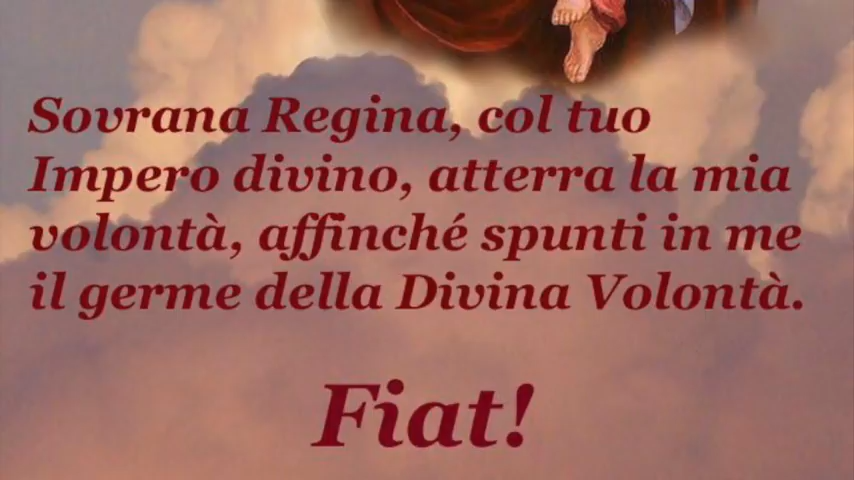 Sovrana Regina, col tuo
Impero divino, atterra la mia
volontà, affinché spunti in me
il germe della Divina Volontà.
Fiat!